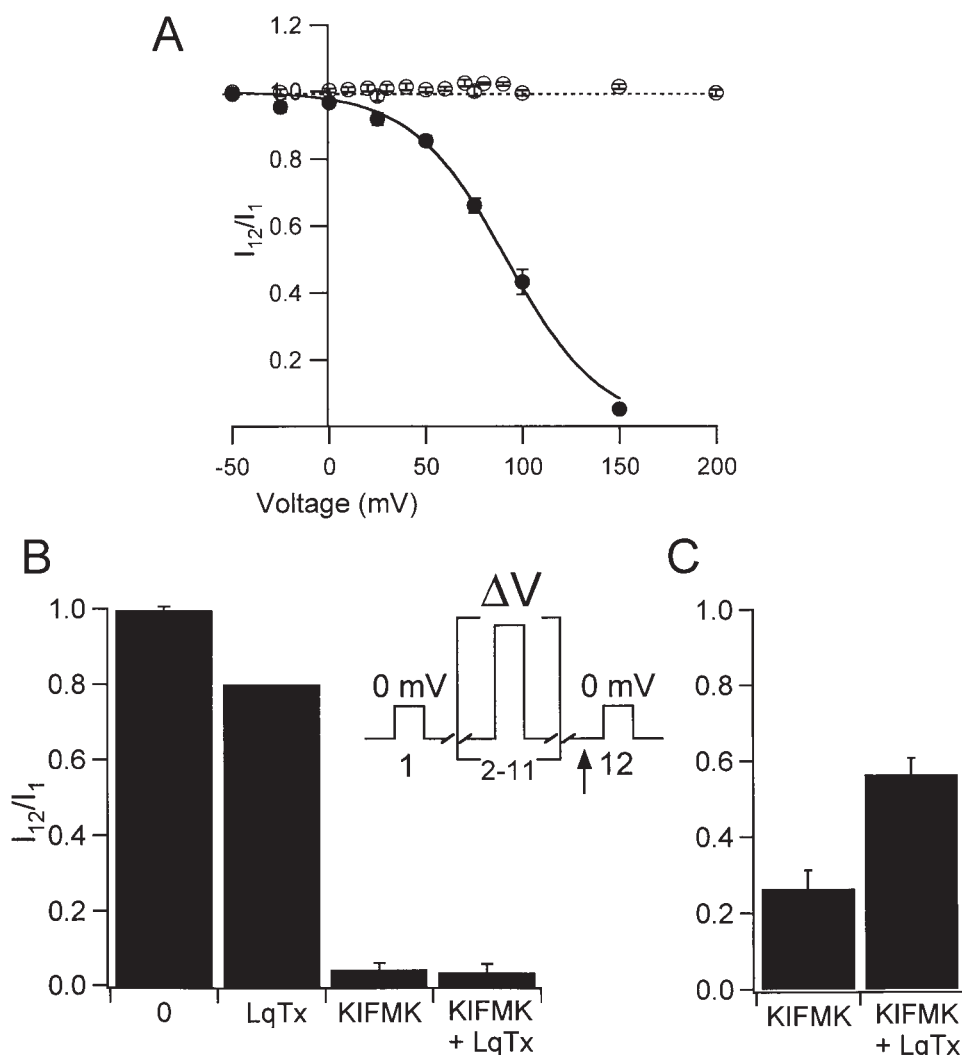 A
1.2
1.0
0.8
0.6
0.4
0.2
I12/I1
-50 0 50 100 150 200
Voltage (mV)
B
1.0
0.8
0.6
0.4
0.2
0.0
I12/I1
ΔV
0 mV 0 mV
1 2-11 12
0 LqTx KIFMK KIFMK
+ LqTx
C
1.0
0.8
0.6
0.4
0.2
0.0
KIFMK KIFMK
+ LqTx